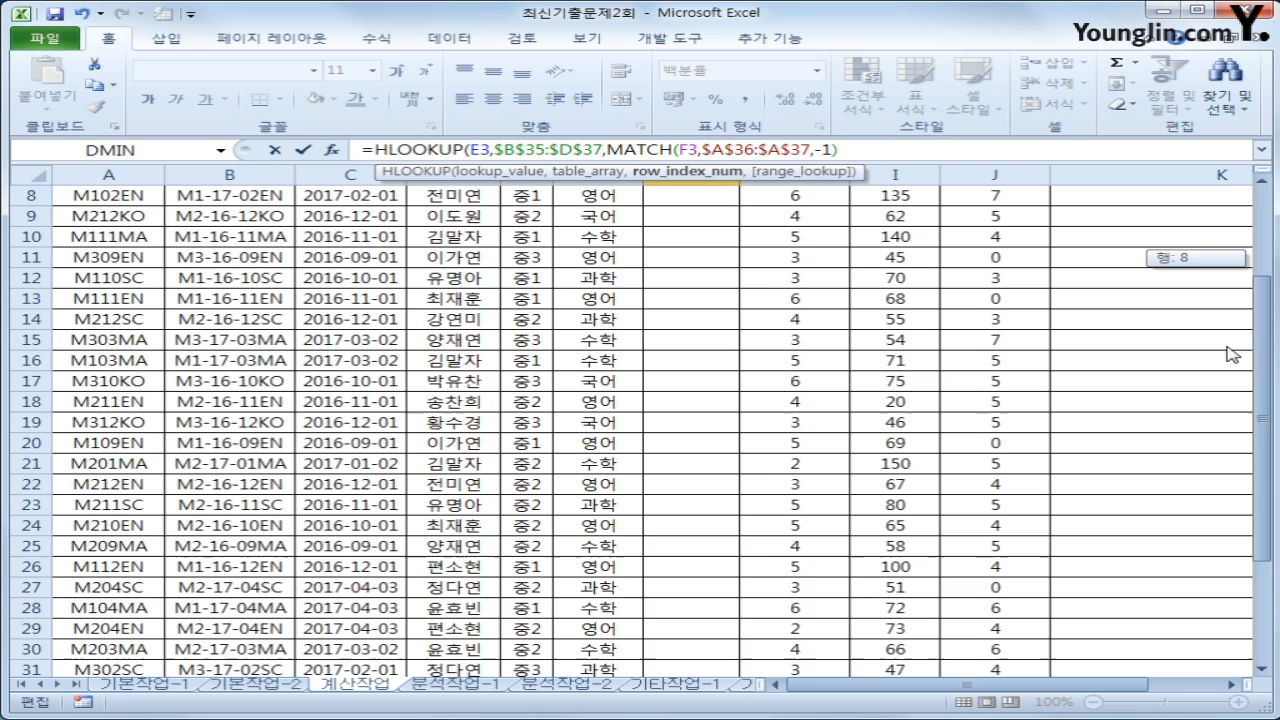 최신기출문제2회 - Microsoft Excel
Younglin.com Y.
파일 홈 삽입 페이지 레이아웃 수식 데이터 검토 보기 개발 도구 추가 기능
붙여넣기 11 가 가 백분율 조건부 서식 표 서식 셀 스타일 삽입 삭제 서식 Σ 정렬 및 필터 찾기 및 선택
가 가 가 내천 % ,
클립보드 글꼴 맞춤 표시 형식 스타일 셀 편집
DMIN fx =HLOOKUP(E3,$B$35:$D$37,MATCH(F3,$A$36:$A$37,-1)
HLOOKUP(lookup_value, table_array, row_index_num, [range_lookup])
A B C I J K
8 M102EN M1-17-02EN 2017-02-01 전미연 중1 영어 6 135 7
9 M212KO M2-16-12KO 2016-12-01 이도원 중2 국어 4 62 5
10 M111MA M1-16-11MA 2016-11-01 김말자 중1 수학 5 140 4
11 M309EN M3-16-09EN 2016-09-01 이가연 중3 영어 3 45 0
행: 8
12 M110SC M1-16-10SC 2016-10-01 유명아 중1 과학 3 70 3
13 M111EN M1-16-11EN 2016-11-01 최재훈 중1 영어 6 68 0
14 M212SC M2-16-12SC 2016-12-01 강연미 중2 과학 4 55 3
15 M303MA M3-17-03MA 2017-03-02 양재연 중3 수학 3 54 7
16 M103MA M1-17-03MA 2017-03-02 김말자 중1 수학 5 71 5
17 M310KO M3-16-10KO 2016-10-01 박유찬 중3 국어 6 75 5
18 M211EN M2-16-11EN 2016-11-01 송찬희 중2 영어 4 20 5
19 M312KO M3-16-12KO 2016-12-01 황수경 중3 국어 3 46 5
20 M109EN M1-16-09EN 2016-09-01 이가연 중1 영어 5 69 0
21 M201MA M2-17-01MA 2017-01-02 김말자 중2 수학 2 150 5
22 M212EN M2-16-12EN 2016-12-01 전미연 중2 영어 3 67 4
23 M211SC M2-16-11SC 2016-11-01 유명아 중2 과학 5 80 5
24 M210EN M2-16-10EN 2016-10-01 최재훈 중2 영어 5 65 4
25 M209MA M2-16-09MA 2016-09-01 양재연 중2 수학 4 58 5
26 M112EN M1-16-12EN 2016-12-01 편소현 중1 영어 5 100 4
27 M204SC M2-17-04SC 2017-04-03 정다연 중2 과학 3 51 0
28 M104MA M1-17-04MA 2017-04-03 윤효빈 중1 수학 6 72 6
29 M204EN M2-17-04EN 2017-04-03 편소현 중2 영어 2 73 4
30 M203MA M2-17-03MA 2017-03-02 윤효빈 중2 수학 4 66 6
31 M302SC M3-17-02SC 2017-02-01 정다연 중3 과학 3 47 4
기본작업-1 기본작업-2 계산작업 분석작업-1 분석작업-2 기타작업-1 기
편집 100%